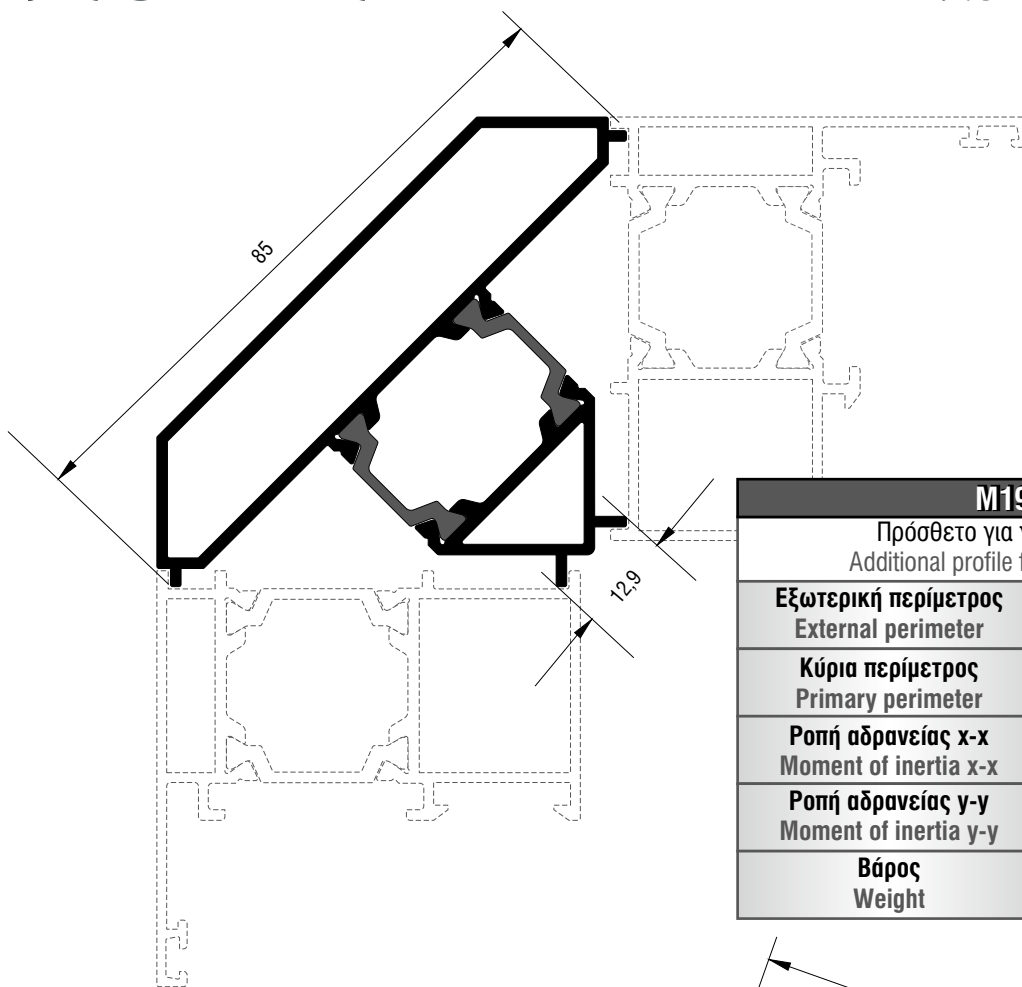 85
12,9
M19
Πρόσθετο για
Additional profile
Εξωτερική περίμετρος
External perimeter
Κύρια περίμετρος
Primary perimeter
Ροπή αδρανείας x-x
Moment of inertia x-x
Ροπή αδρανείας y-y
Moment of inertia y-y
Βάρος
Weight